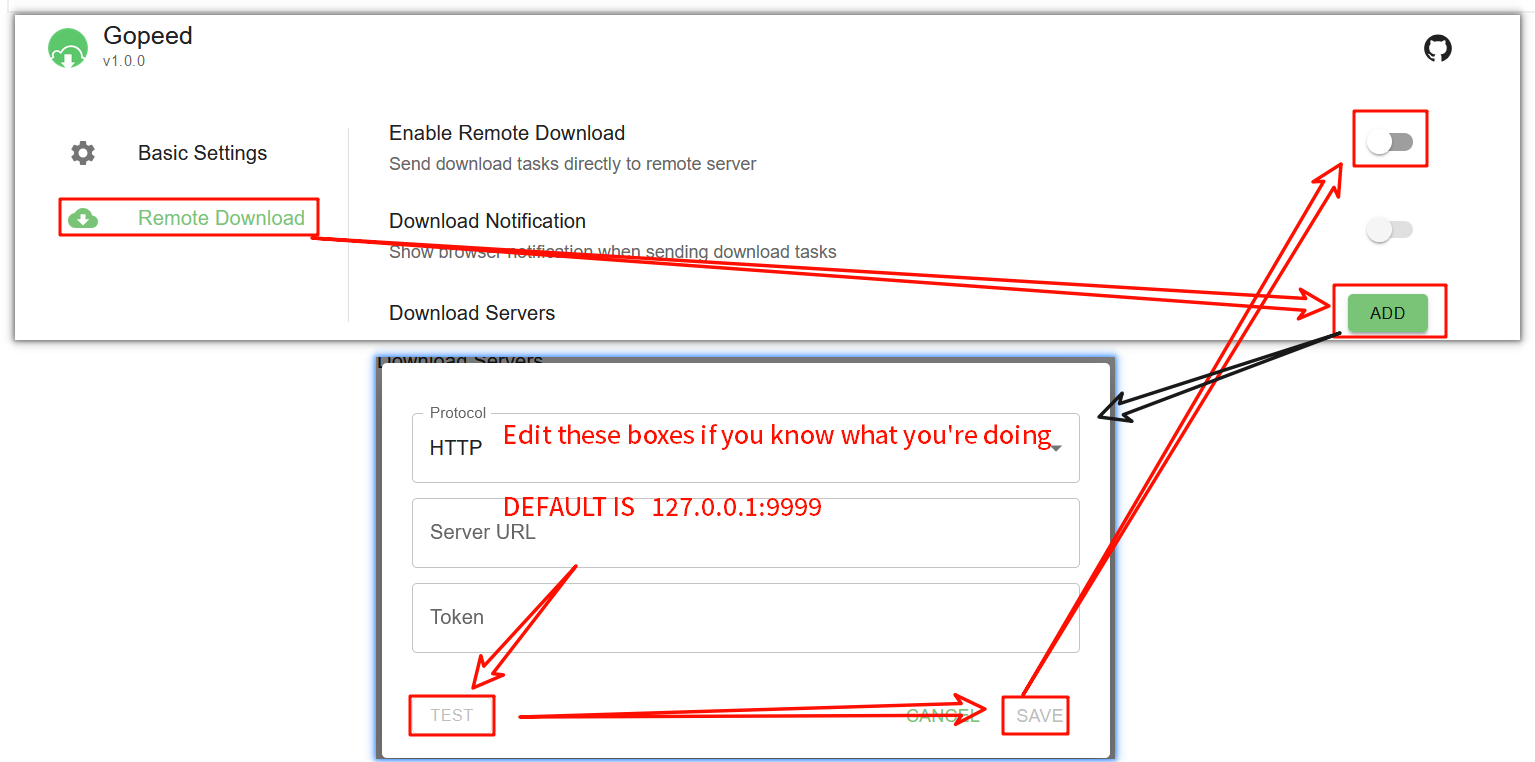 Gopeed
v1.0.0
Basic Settings
Remote Download
Enable Remote Download
Send download tasks directly to remote server
Download Notification
Show browser notification when sending download tasks
Download Servers
ADD
Download Servers
Protocol
HTTP
Edit these boxes if you know what you're doing
DEFAULT IS 127.0.0.1:9999
Server URL
Token
TEST
CANCEL
SAVE